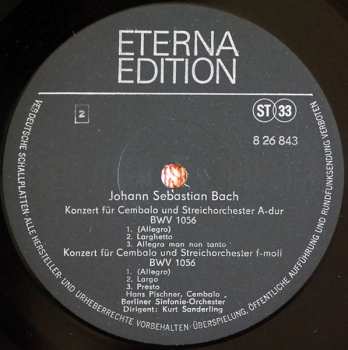 ETERNA
EDITION
2
ST 33
8 26 843
Johann Sebastian Bach
Konzert für Cembalo und Streichorchester A-dur
BWV 1056
1. (Allegro)
2. Larghetto
3. Allegro man non tanto
Konzert für Cembalo und Streichorchester f-moll
BWV 1056
1. (Allegro)
2. Largo
3. Presto
Hans Pischner, Cembalo
Berliner Sinfonie-Orchester
Dirigent: Kurt Sanderling
VEB DEUTSCHE SCHALLPLATTEN · ALLE HERSTELLER- UND URHEBERRECHTE VORBEHALTEN · ÜBERSPIELUNG, ÖFFENTLICHE AUFFÜHRUNG UND RUNDFUNKSENDUNG VERBOTEN